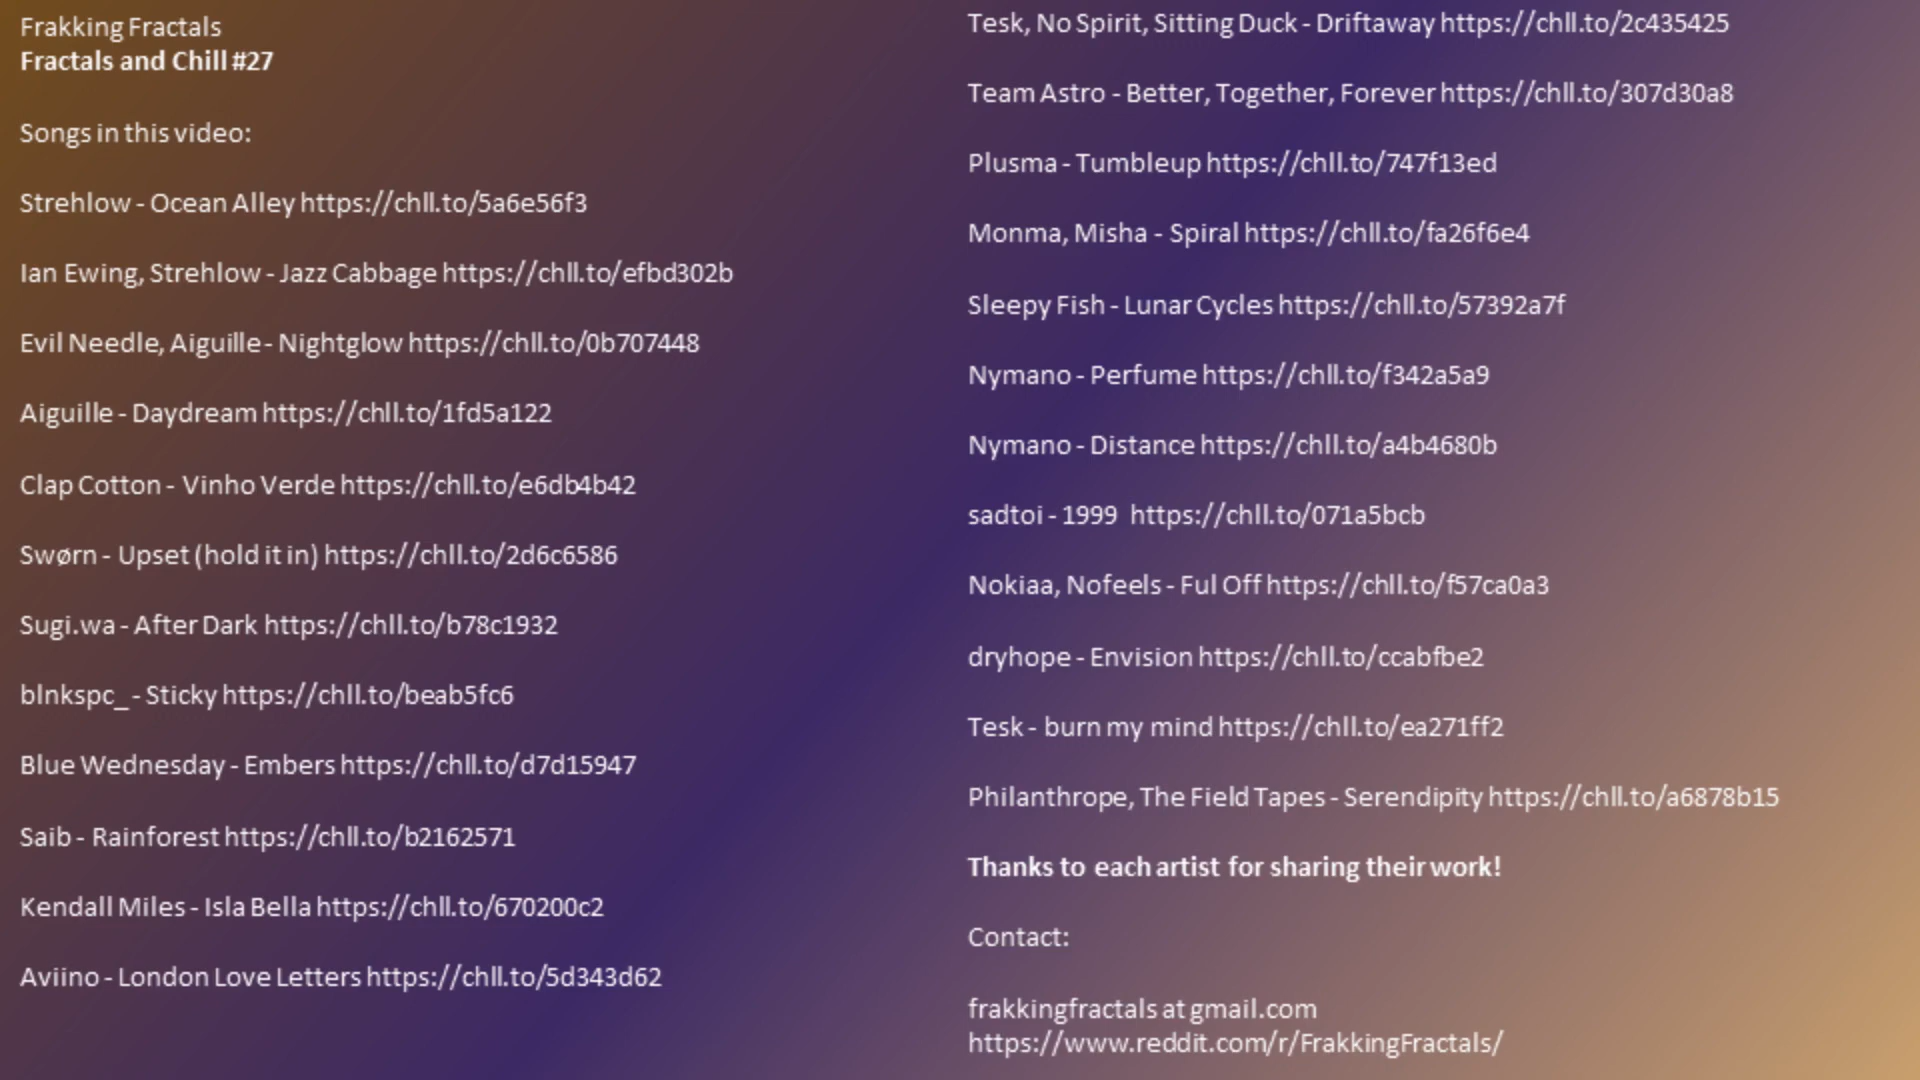 Frakking Fractals
Fractals and Chill #27
Songs in this video:
Strehlow - Ocean Alley https://chll.to/5a6e56f3
Ian Ewing, Strehlow - Jazz Cabbage https://chll.to/efbd302b
Evil Needle, Aiguille - Nightglow https://chll.to/0b707448
Aiguille - Daydream https://chll.to/1fd5a122
Clap Cotton - Vinho Verde https://chll.to/e6db4b42
Swørn - Upset (hold it in) https://chll.to/2d6c6586
Sugi.wa - After Dark https://chll.to/b78c1932
blnkspc_ - Sticky https://chll.to/beab5fc6
Blue Wednesday - Embers https://chll.to/d7d15947
Saib - Rainforest https://chll.to/b2162571
Kendall Miles - Isla Bella https://chll.to/670200c2
Aviino - London Love Letters https://chll.to/5d343d62
Tesk, No Spirit, Sitting Duck - Driftaway https://chll.to/2c435425
Team Astro - Better, Together, Forever https://chll.to/307d30a8
Plusma - Tumbleup https://chll.to/747f13ed
Monma, Misha - Spiral https://chll.to/fa26f6e4
Sleepy Fish - Lunar Cycles https://chll.to/57392a7f
Nymano - Perfume https://chll.to/f342a5a9
Nymano - Distance https://chll.to/a4b4680b
sadtoi - 1999 https://chll.to/071a5bcb
Nokiaa, Nofeels - Ful Off https://chll.to/f57ca0a3
dryhope - Envision https://chll.to/ccabfbe2
Tesk - burn my mind https://chll.to/ea271ff2
Philanthrope, The Field Tapes - Serendipity https://chll.to/a6878b15
Thanks to each artist for sharing their work!
Contact:
frakkingfractals at gmail.com
https://www.reddit.com/r/FrakkingFractals/